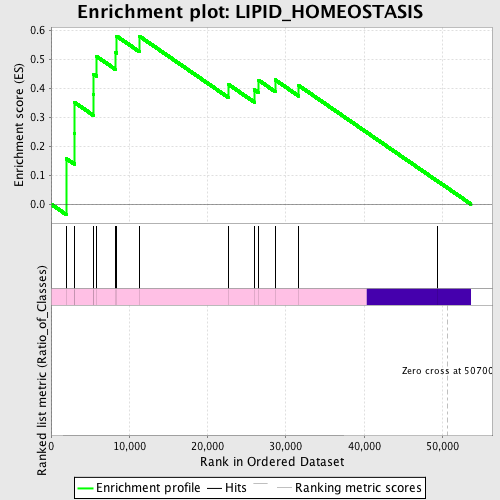 Enrichment plot: LIPID_HOMEOSTASIS
Enrichment score (ES)
0.6
0.5
0.4
0.3
0.2
0.1
0.0
Ranked list metric (Ratio_of_Classes)
Zero cross at 50700
0 10,000 20,000 30,000 40,000 50,000
Rank in Ordered Dataset
Enrichment profile Hits Ranking metric scores